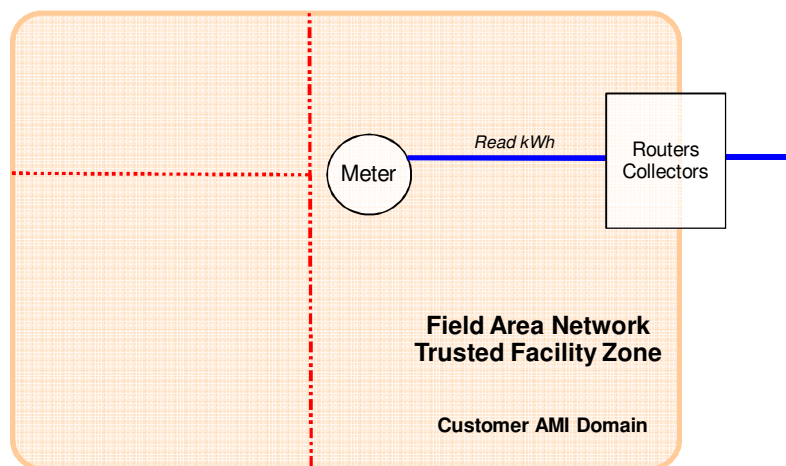 Read kWh
Meter
Routers
Collectors
Field Area Network
Trusted Facility Zone
Customer AMI Domain